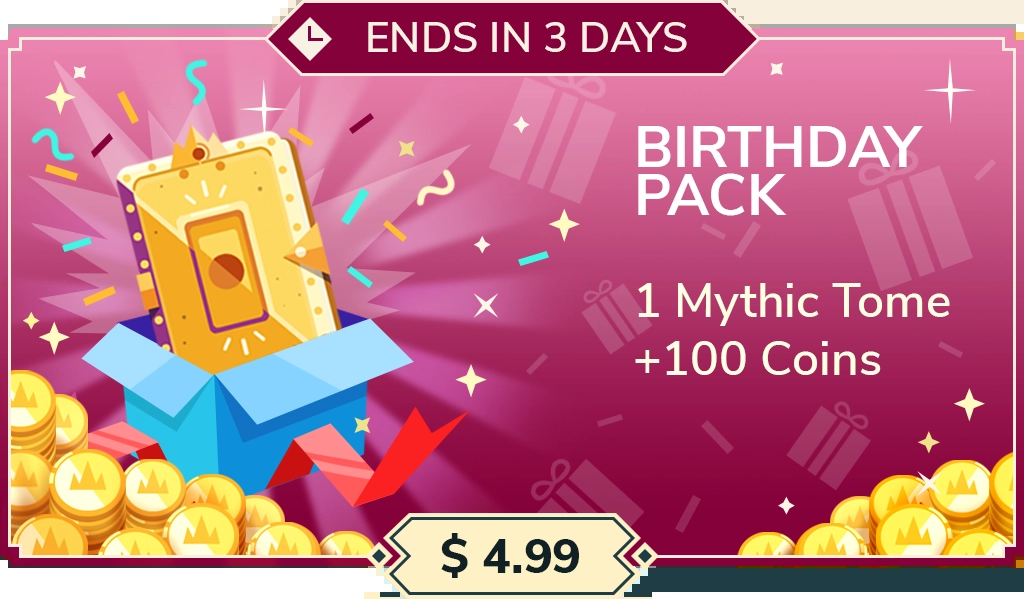 ENDS IN 3 DAYS
BIRTHDAY
PACK
1 Mythic Tome
+100 Coins
$ 4.99